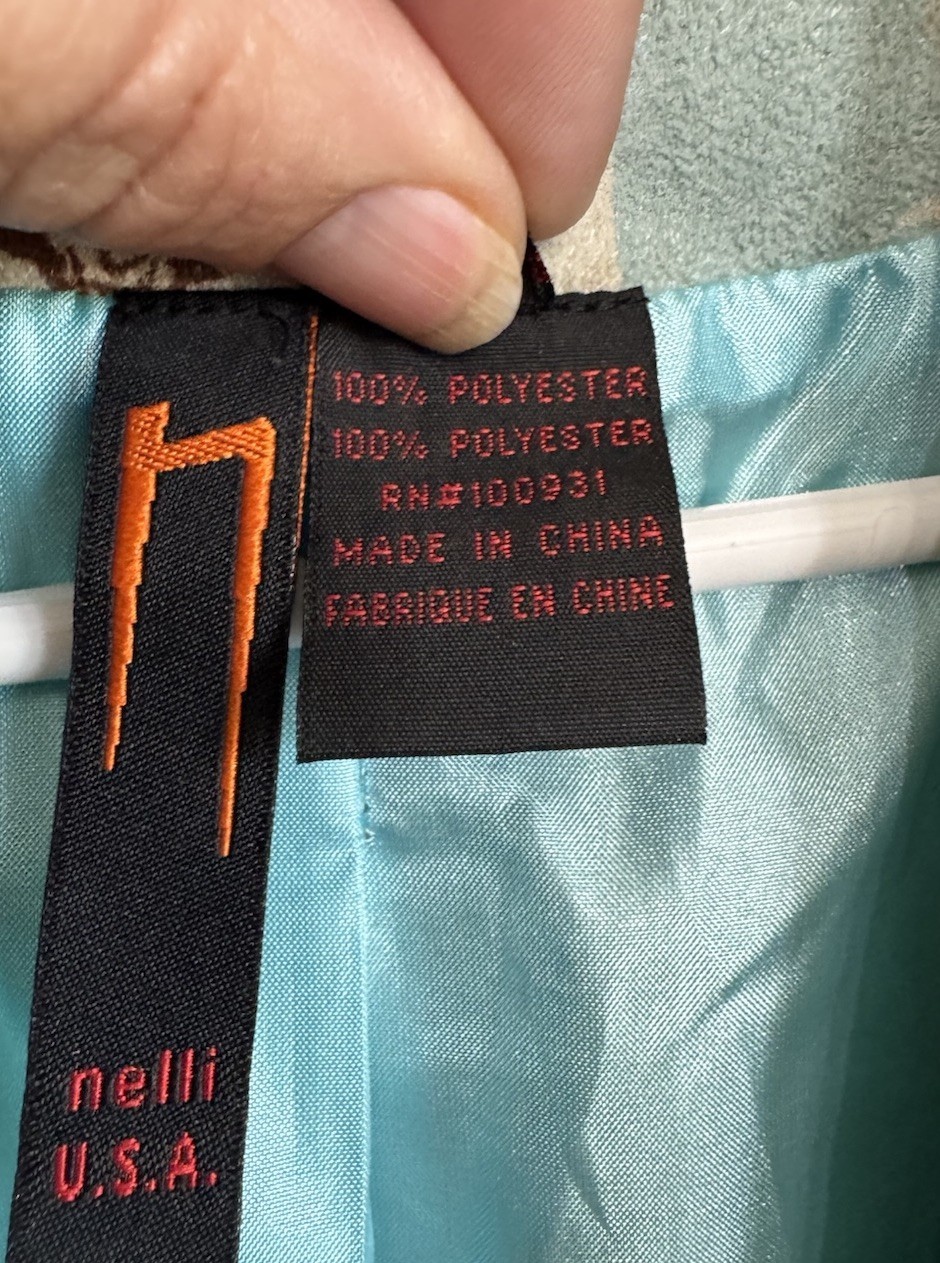 n
nelli
U.S.A.
100% POLYESTER
100% POLYESTER
RN#100931
MADE IN CHINA
FABRIQUE EN CHINE